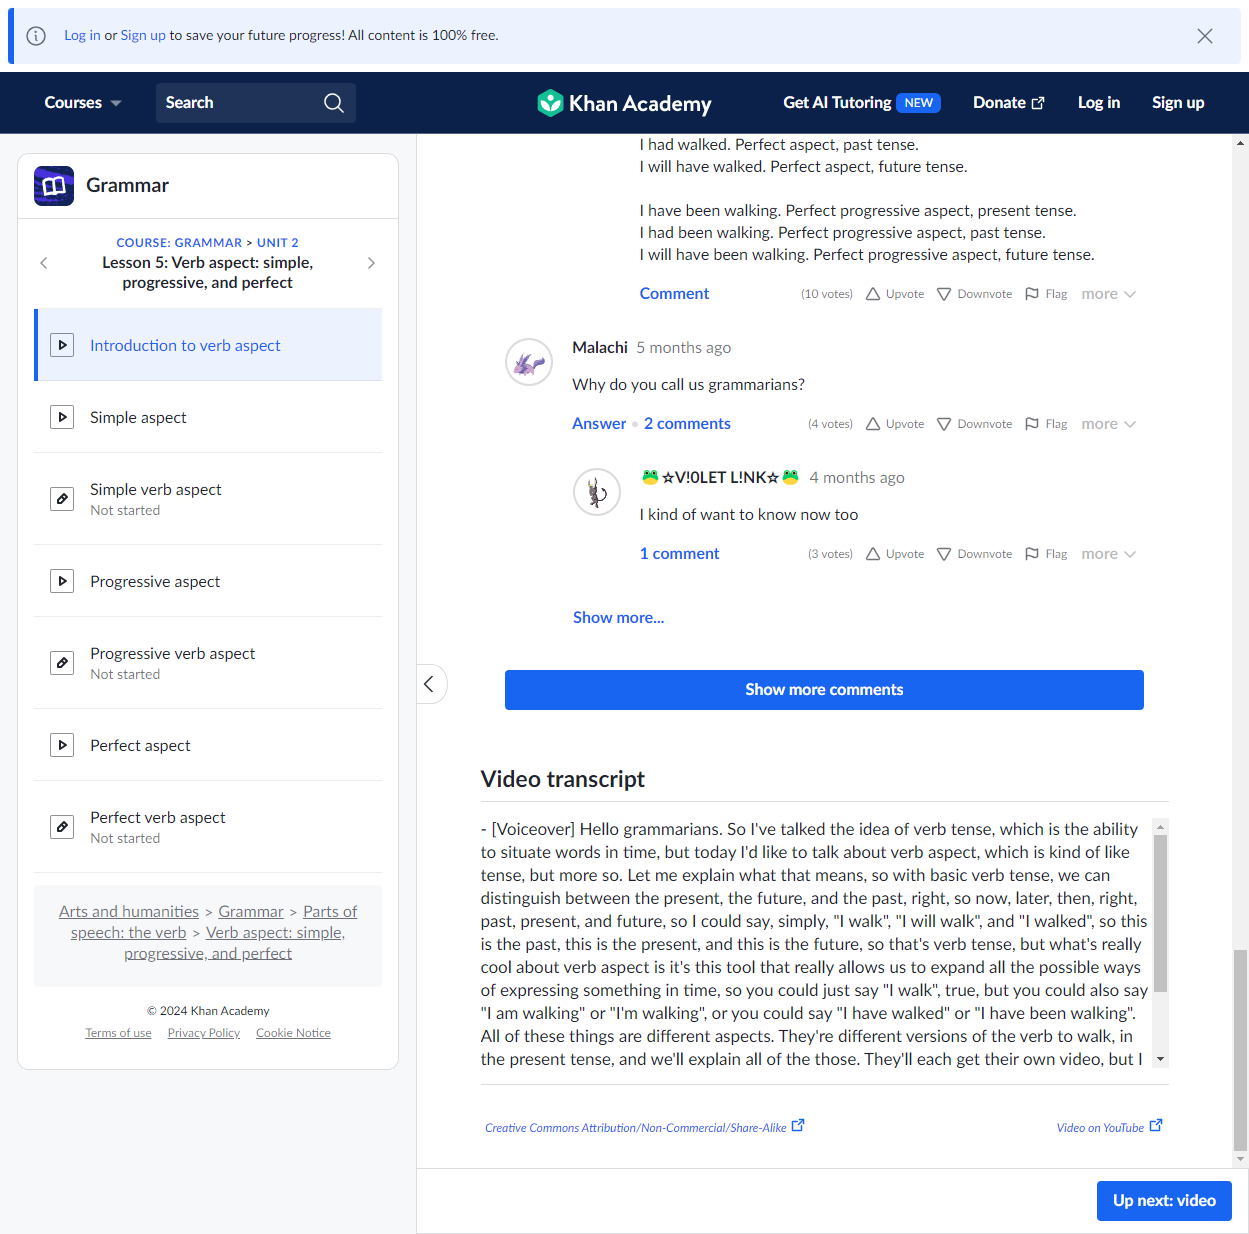 Log in or Sign up to save your future progress! All content is 100% free.
Courses
Search
Khan Academy
Get AI Tutoring NEW
Donate
Log in
Sign up
Grammar
COURSE: GRAMMAR > UNIT 2
Lesson 5: Verb aspect: simple,
progressive, and perfect
Introduction to verb aspect
Simple aspect
Simple verb aspect
Not started
Progressive aspect
Progressive verb aspect
Not started
Perfect aspect
Perfect verb aspect
Not started
Arts and humanities > Grammar > Parts of
speech: the verb > Verb aspect: simple,
progressive, and perfect
© 2024 Khan Academy
Terms of use Privacy Policy Cookie Notice
I had walked. Perfect aspect, past tense.
I will have walked. Perfect aspect, future tense.
I have been walking. Perfect progressive aspect, present tense.
I had been walking. Perfect progressive aspect, past tense.
I will have been walking. Perfect progressive aspect, future tense.
Comment (10 votes) Upvote Downvote Flag more
Malachi 5 months ago
Why do you call us grammarians?
Answer • 2 comments (4 votes) Upvote Downvote Flag more
🐸☆V!0LET L!NK☆🐸 4 months ago
I kind of want to know now too
1 comment (3 votes) Upvote Downvote Flag more
Show more...
Show more comments
Video transcript
- [Voiceover] Hello grammarians. So I've talked the idea of verb tense, which is the ability
to situate words in time, but today I'd like to talk about verb aspect, which is kind of like
tense, but more so. Let me explain what that means, so with basic verb tense, we can
distinguish between the present, the future, and the past, right, so now, later, then, right,
past, present, and future, so I could say, simply, "I walk", "I will walk", and "I walked", so this
is the past, this is the present, and this is the future, so that's verb tense, but what's really
cool about verb aspect is it's this tool that really allows us to expand all the possible ways
of expressing something in time, so you could just say "I walk", true, but you could also say
"I am walking" or "I'm walking", or you could say "I have walked" or "I have been walking".
All of these things are different aspects. They're different versions of the verb to walk, in
the present tense, and we'll explain all of the those. They'll each get their own video, but I
Creative Commons Attribution/Non-Commercial/Share-Alike
Video on YouTube
Up next: video